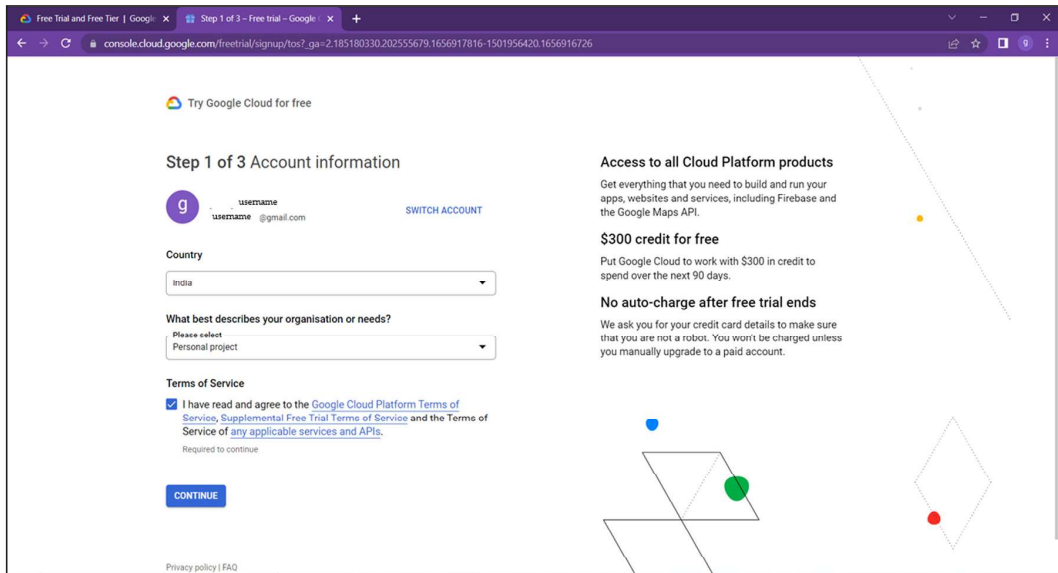 Free Trial and Free Tier | Google
Step 1 of 3 – Free trial – Google C
console.cloud.google.com/freetrial/signup/tos?_ga=2.185180330.202555679.1656917816-1501956420.1656916726
g
Try Google Cloud for free
Step 1 of 3 Account information
g
username
username @gmail.com
SWITCH ACCOUNT
Country
India
What best describes your organisation or needs?
Please select
Personal project
Terms of Service
I have read and agree to the Google Cloud Platform Terms of
Service, Supplemental Free Trial Terms of Service and the Terms of
Service of any applicable services and APIs.
Required to continue
CONTINUE
Privacy policy | FAQ
Access to all Cloud Platform products
Get everything that you need to build and run your
apps, websites and services, including Firebase and
the Google Maps API.
$300 credit for free
Put Google Cloud to work with $300 in credit to
spend over the next 90 days.
No auto-charge after free trial ends
We ask you for your credit card details to make sure
that you are not a robot. You won't be charged unless
you manually upgrade to a paid account.